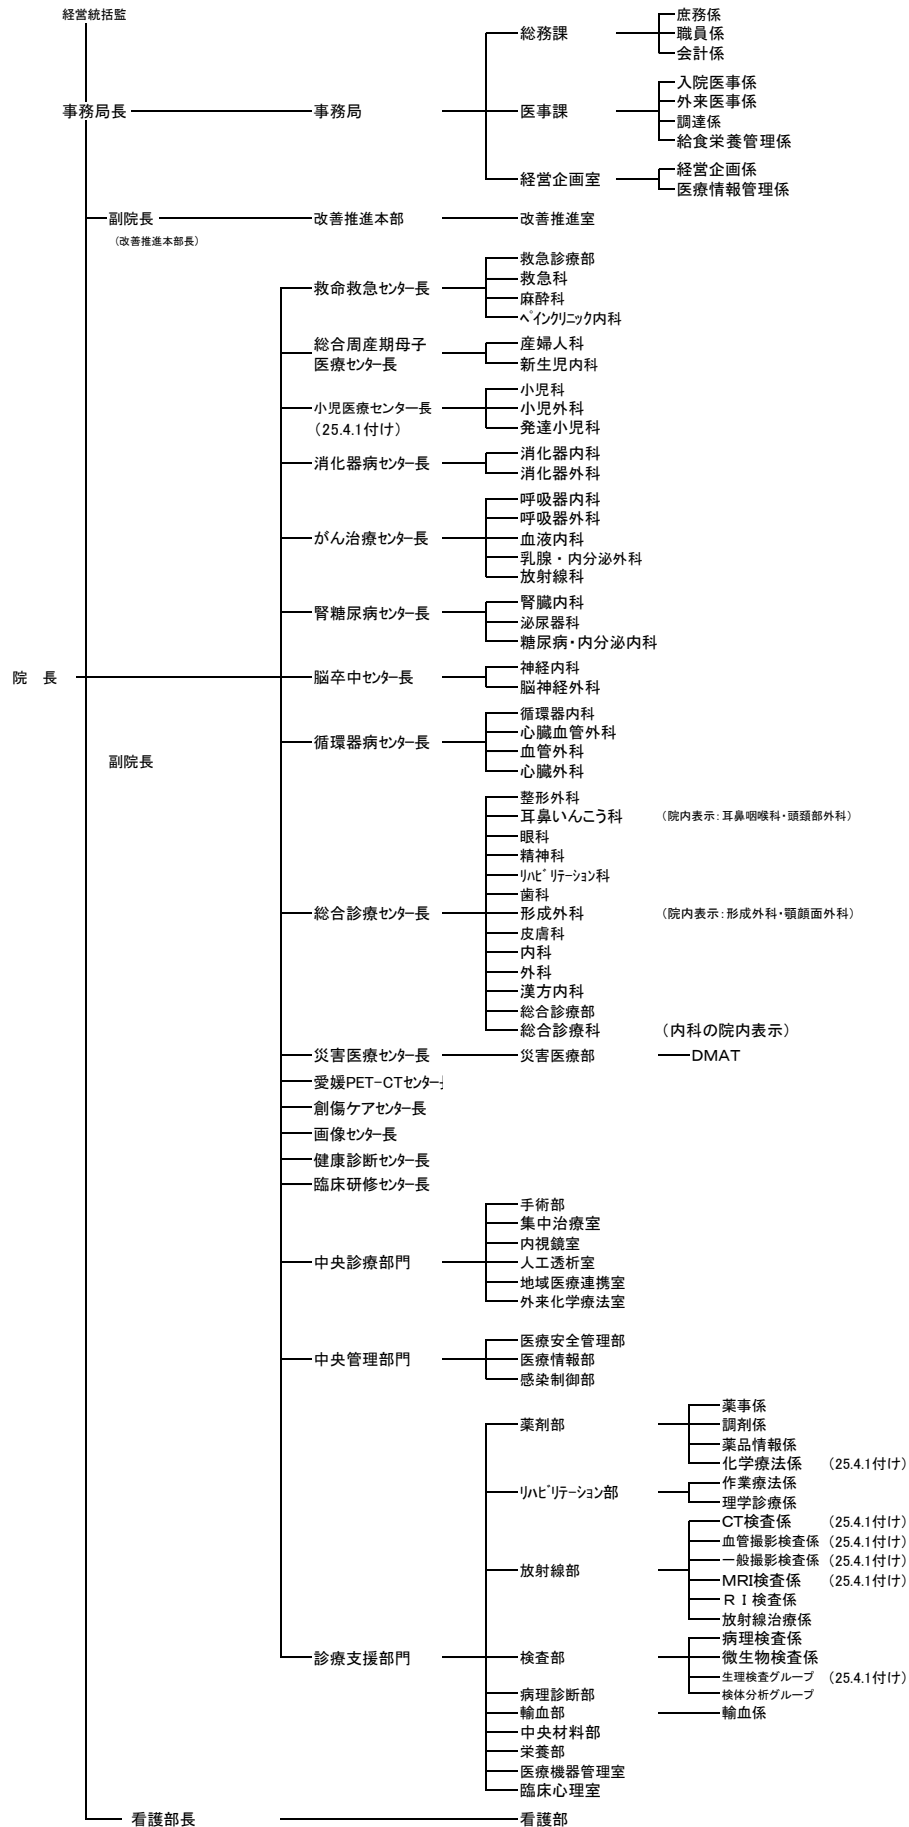 経営統括監
庶務係
総務課
職員係
会計係
入院医事係
外来医事係
事務局長
事務局
医事課
調達係
給食栄養管理係
経営企画係
経営企画室
医療情報管理係
副院長
改善推進本部
改善推進室
(改善推進本部長)
救急診療部
救急科
救命救急センター長
麻酔科
ペインクリニック内科
総合周産期母子
医療センター長
産婦人科
新生児内科
小児科
小児医療センター長
(25.4.1付け)
小児外科
発達小児科
消化器病センター長
消化器内科
消化器外科
呼吸器内科
呼吸器外科
がん治療センター長
血液内科
乳腺・内分泌外科
放射線科
腎臓内科
腎糖尿病センター長
泌尿器科
糖尿病・内分泌内科
院　長
脳卒中センター長
神経内科
脳神経外科
循環器内科
心臓血管外科
循環器病センター長
血管外科
心臓外科
副院長
整形外科
耳鼻いんこう科 (院内表示:耳鼻咽喉科・頭頚部外科)
眼科
精神科
リハビリテーション科
歯科
総合診療センター長
形成外科 (院内表示:形成外科・顎顔面外科)
皮膚科
内科
外科
漢方内科
総合診療部
総合診療科 (内科の院内表示)
災害医療センター長
災害医療部
DMAT
愛媛PET-CTセンター
創傷ケアセンター長
画像センター長
健康診断センター長
臨床研修センター長
手術部
集中治療室
内視鏡室
中央診療部門
人工透析室
地域医療連携室
外来化学療法室
医療安全管理部
中央管理部門
医療情報部
感染制御部
薬事係
薬剤部
調剤係
薬品情報係
化学療法係 (25.4.1付け)
作業療法係
リハビリテーション部
理学診療係
CT検査係 (25.4.1付け)
血管撮影検査係 (25.4.1付け)
一般撮影検査係 (25.4.1付け)
放射線部
MRI検査係 (25.4.1付け)
RI検査係
放射線治療係
病理検査係
診療支援部門
検査部
微生物検査係
生理検査グループ (25.4.1付け)
検体分析グループ
病理診断部
輸血部
輸血係
中央材料部
栄養部
医療機器管理室
臨床心理室
看護部長
看護部